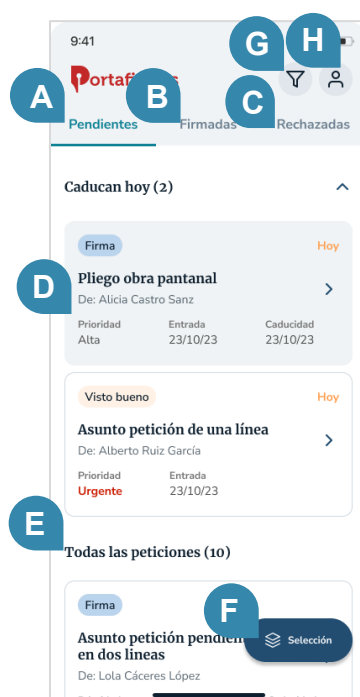 9:41
G
H
Portafirmas
A
B
C
Pendientes Firmadas Rechazadas
Caducan hoy (2)
Firma Hoy
D
Pliego obra pantanal
De: Alicia Castro Sanz
Prioridad Entrada Caducidad
Alta 23/10/23 23/10/23
Visto bueno Hoy
Asunto petición de una línea
De: Alberto Ruiz García
Prioridad Entrada
Urgente 23/10/23
E
Todas las peticiones (10)
Firma
F
Selección
Asunto petición
en dos lineas
De: Lola Cáceres López